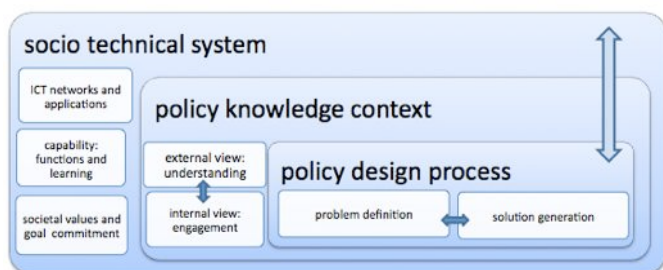 socio technical system
ICT networks and
applications
policy knowledge context
capability:
functions and
learning
external view:
understanding
policy design process
societal values and
goal commitment
internal view:
engagement
problem definition
solution generation